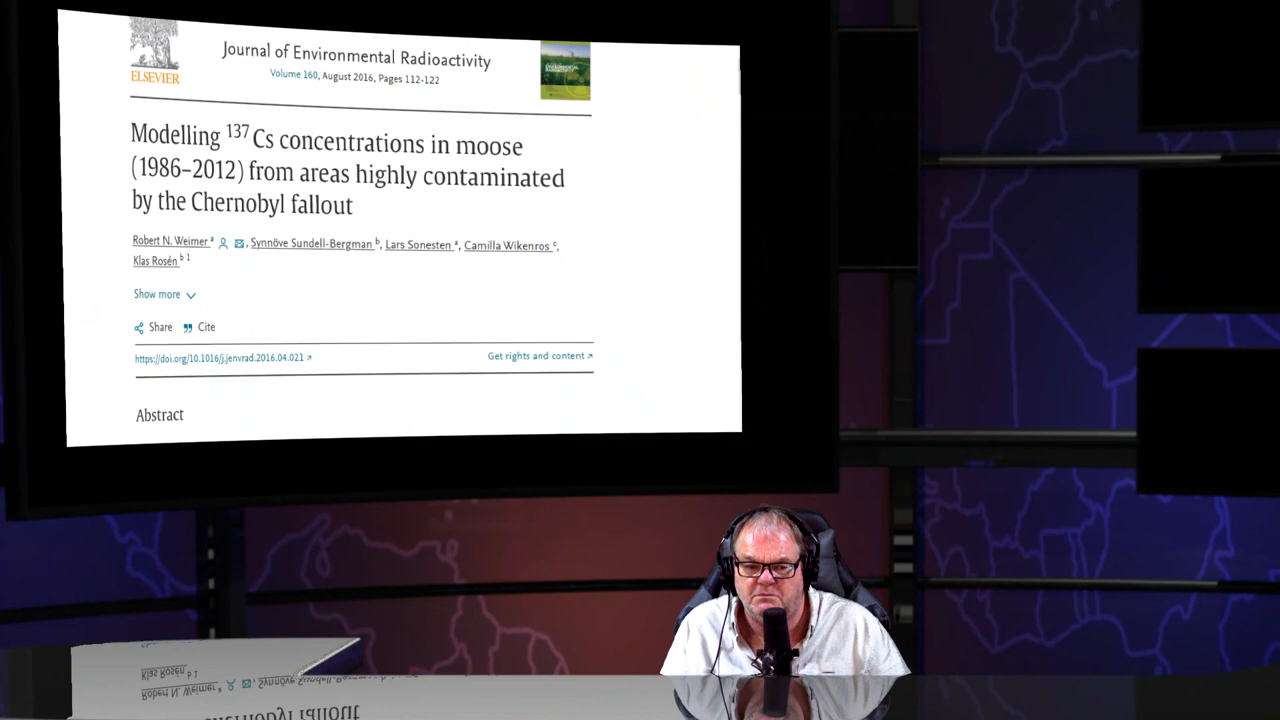 ELSEVIER
Journal of Environmental Radioactivity
Volume 160, August 2016, Pages 112-122
Modelling ¹³⁷Cs concentrations in moose
(1986–2012) from areas highly contaminated
by the Chernobyl fallout
Robert N. Weimer ᵃ, Synnöve Sundell-Bergman ᵇ, Lars Sonesten ᵃ, Camilla Wikenros ᶜ,
Klas Rosén ᵇ ¹
Show more
Share Cite
https://doi.org/10.1016/j.jenvrad.2016.04.021 ↗
Get rights and content ↗
Abstract